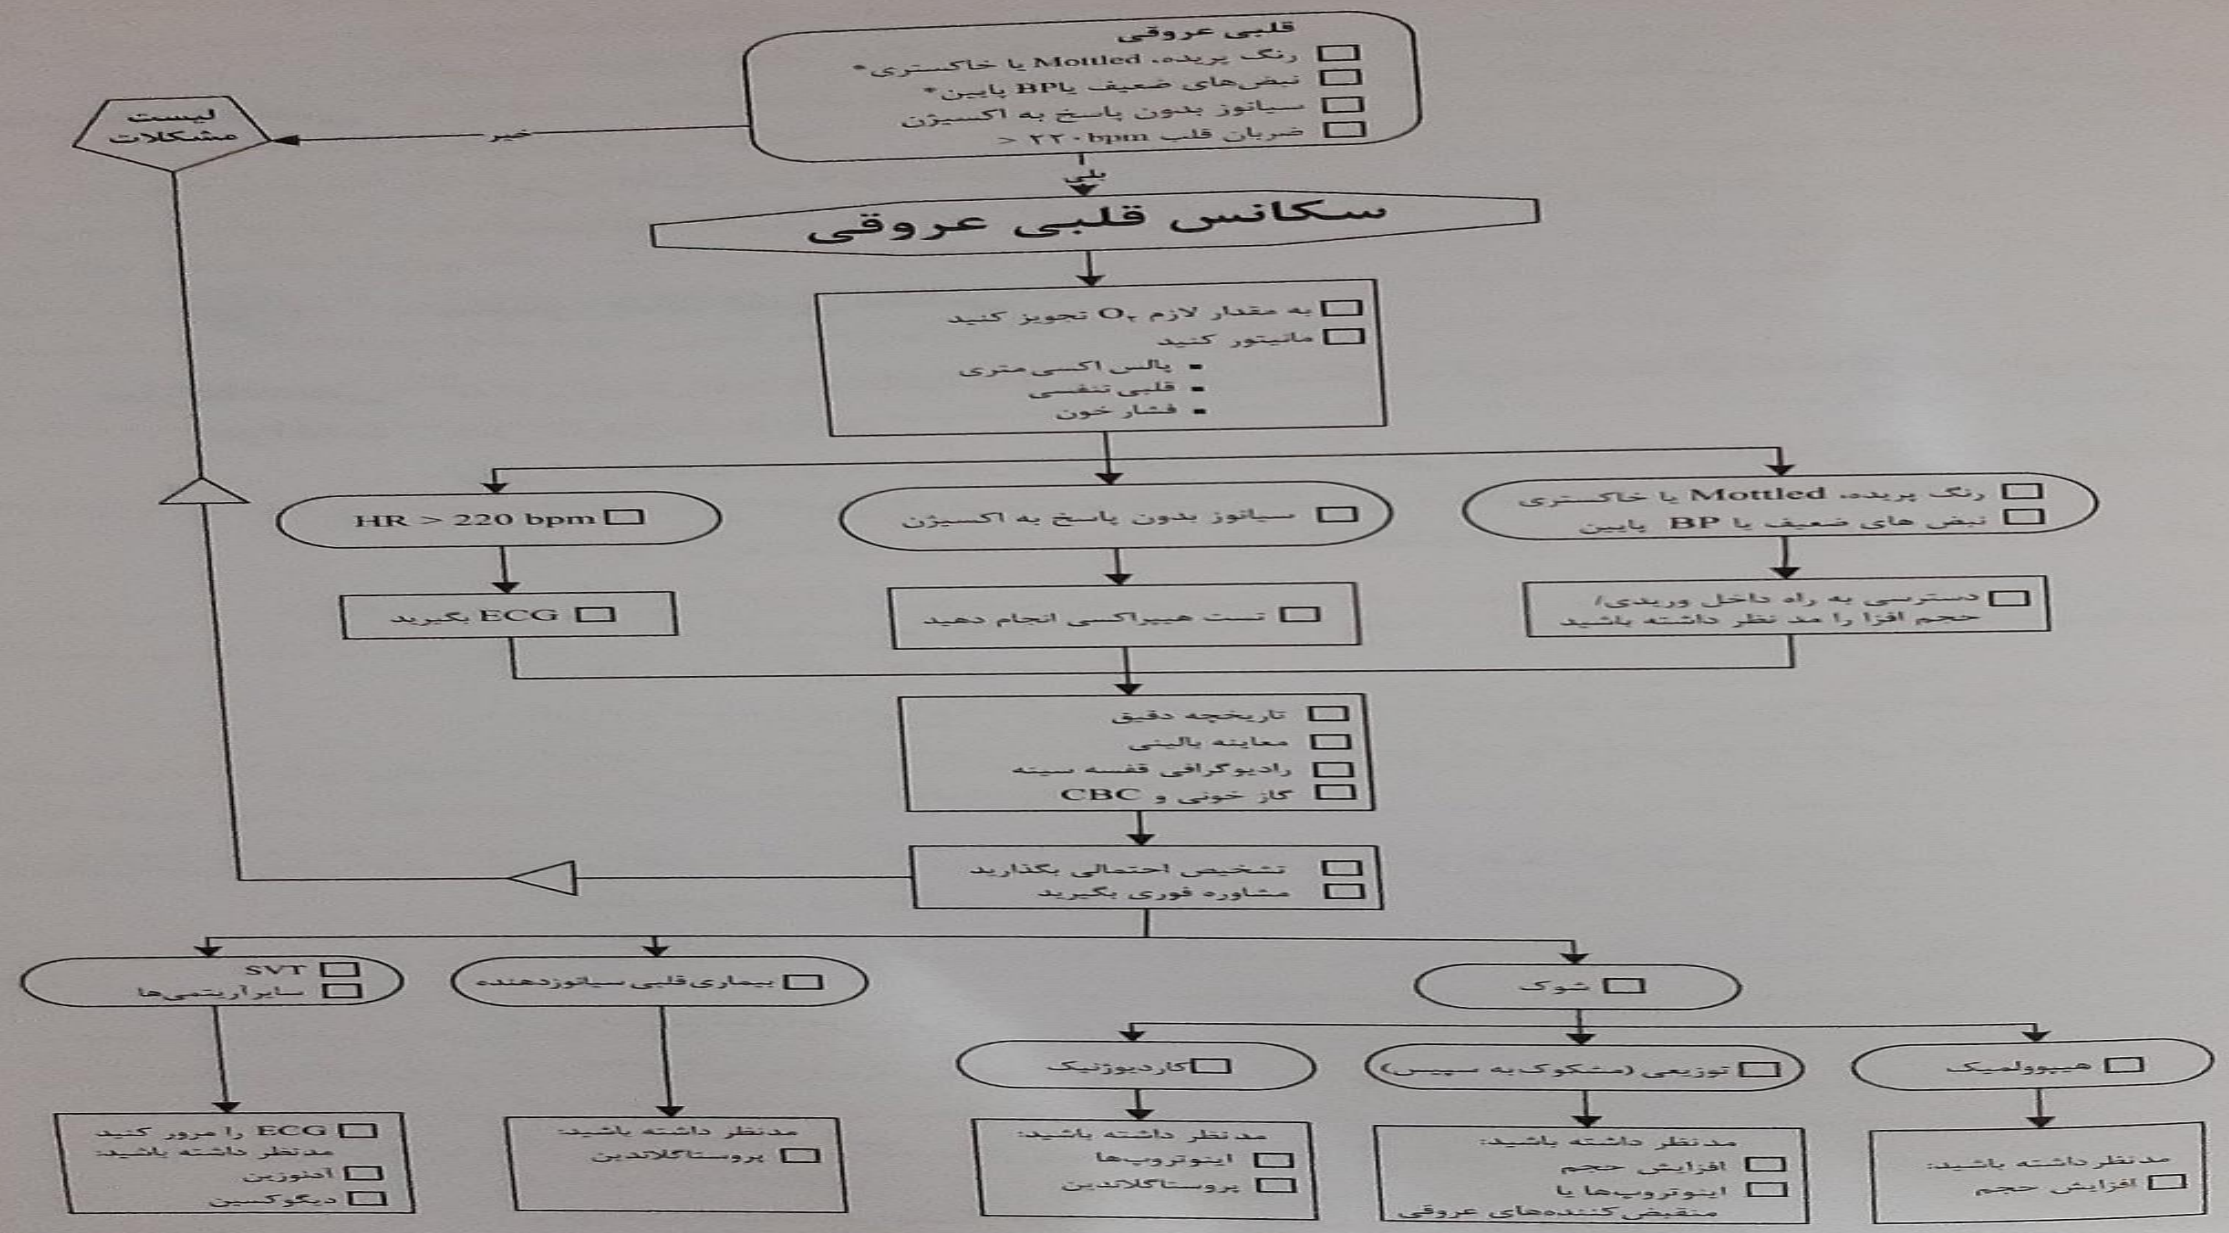 قلبی عروقی
رنگ پریده، Mottled یا خاکستری*
نبض‌های ضعیف یا BP پایین*
سیانوز بدون پاسخ به اکسیژن
ضربان قلب ۲۲۰ bpm <
خیر
لیست
مشکلات
بلی
سکانس قلبی عروقی
به مقدار لازم O₂ تجویز کنید
مانیتور کنید
▪ پالس اکسی متری
▪ قلبی تنفسی
▪ فشار خون
رنگ پریده، Mottled یا خاکستری
نبض های ضعیف یا BP پایین
سیانوز بدون پاسخ به اکسیژن
HR > 220 bpm
دسترسی به راه داخل وریدی/
حجم افزا را مد نظر داشته باشید
تست هیپراکسی انجام دهید
ECG بگیرید
تاریخچه دقیق
معاینه بالینی
رادیوگرافی قفسه سینه
گاز خونی و CBC
تشخیص احتمالی بگذارید
مشاوره فوری بگیرید
شوک
بیماری قلبی سیانوزدهنده
SVT
سایر آریتمی‌ها
هیپوولمیک
توزیعی (مشکوک به سپسیس)
کاردیوژنیک
مدنظر داشته باشید:
افزایش حجم
مدنظر داشته باشید:
افزایش حجم
اینوتروپ‌ها یا
منقبض‌کننده‌های عروقی
مدنظر داشته باشید:
اینوتروپ‌ها
پروستاگلاندین
مدنظر داشته باشید:
پروستاگلاندین
ECG را مرور کنید
مدنظر داشته باشید:
آدنوزین
دیگوکسین